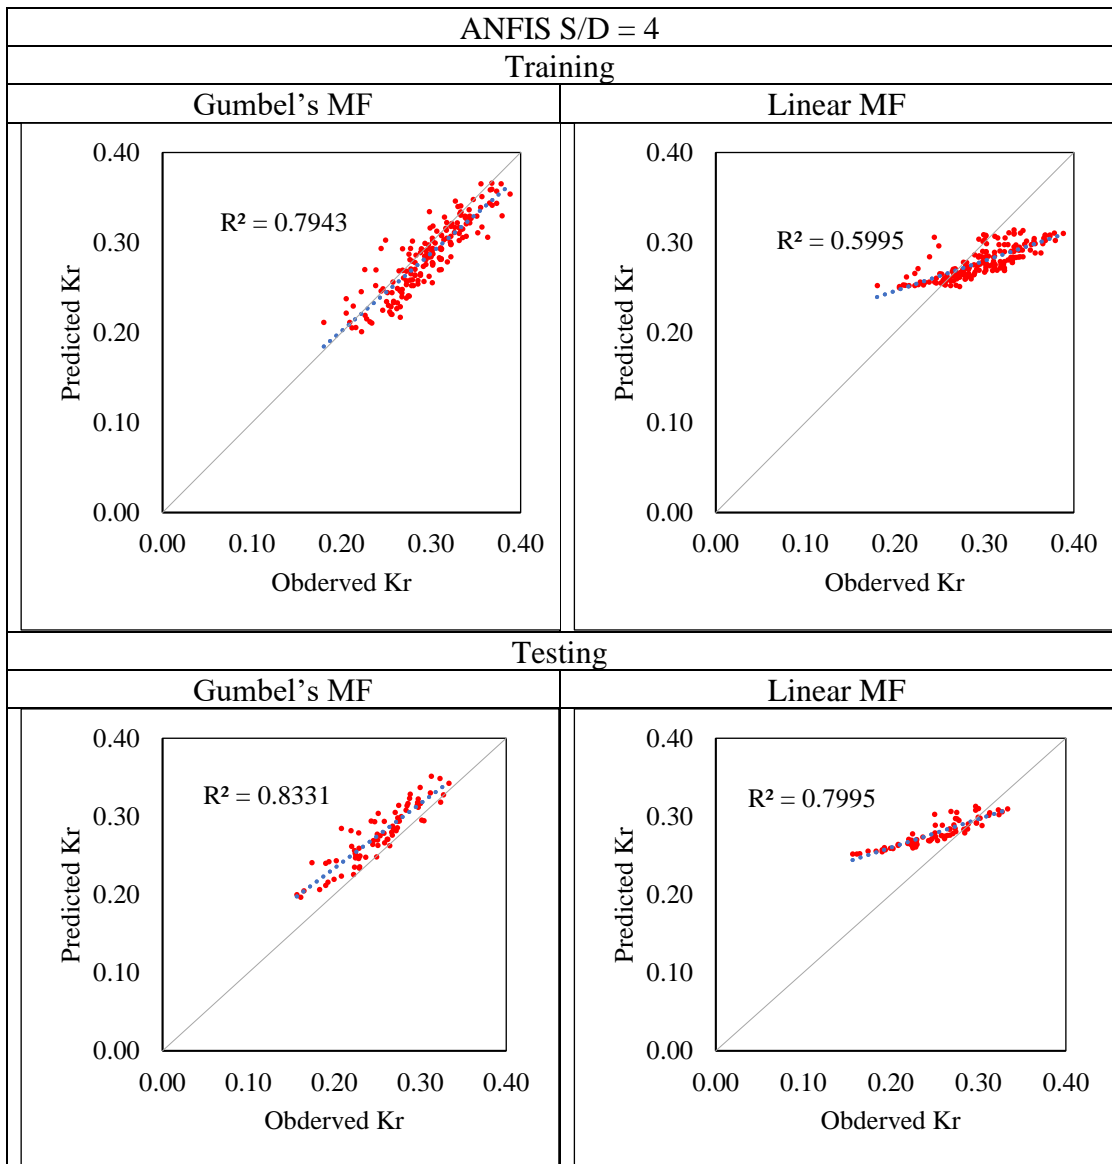 ANFIS S/D = 4
Training
Gumbel’s MF
Linear MF
0.40
0.30
0.20
0.10
0.00
Predicted Kr
R² = 0.7943
0.00 0.10 0.20 0.30 0.40
Obderved Kr
0.40
0.30
0.20
0.10
0.00
Predicted Kr
R² = 0.5995
0.00 0.10 0.20 0.30 0.40
Obderved Kr
Testing
Gumbel’s MF
Linear MF
0.40
0.30
0.20
0.10
0.00
Predicted Kr
R² = 0.8331
0.00 0.10 0.20 0.30 0.40
Obderved Kr
0.40
0.30
0.20
0.10
0.00
Predicted Kr
R² = 0.7995
0.00 0.10 0.20 0.30 0.40
Obderved Kr